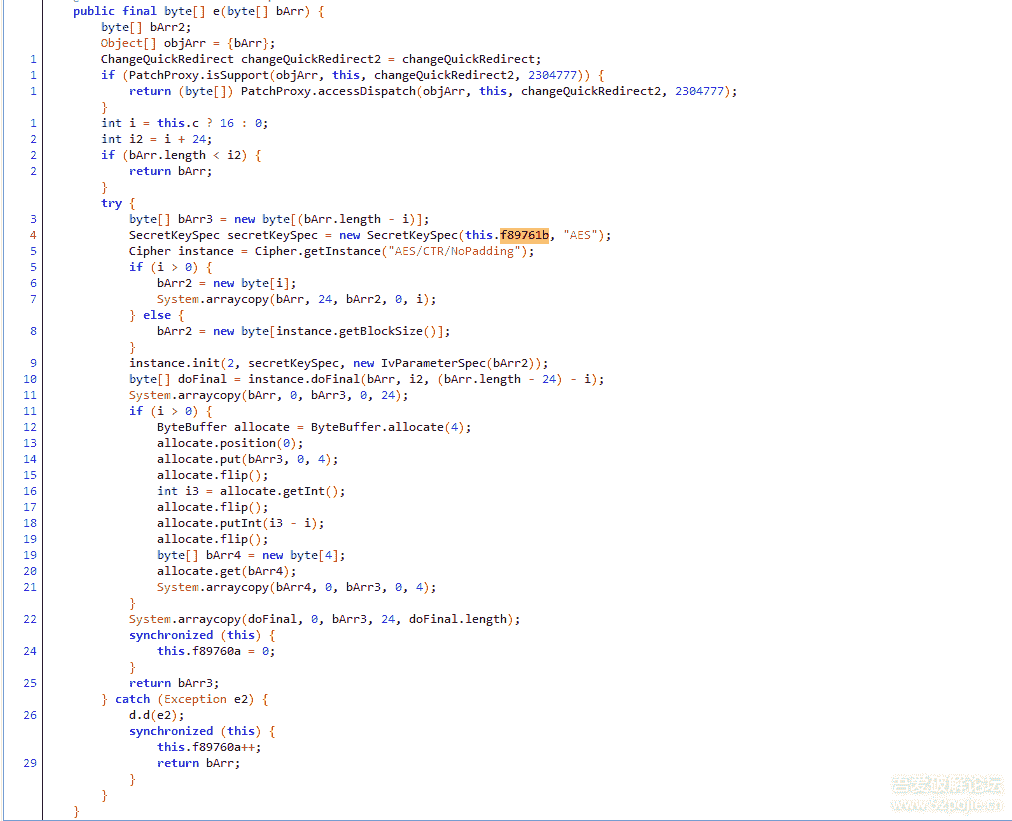 public final byte[] e(byte[] bArr) {
byte[] bArr2;
Object[] objArr = {bArr};
1 ChangeQuickRedirect changeQuickRedirect2 = changeQuickRedirect;
1 if (PatchProxy.isSupport(objArr, this, changeQuickRedirect2, 2304777)) {
1 return (byte[]) PatchProxy.accessDispatch(objArr, this, changeQuickRedirect2, 2304777);
}
1 int i = this.c ? 16 : 0;
2 int i2 = i + 24;
2 if (bArr.length < i2) {
2 return bArr;
}
try {
3 byte[] bArr3 = new byte[(bArr.length - i)];
4 SecretKeySpec secretKeySpec = new SecretKeySpec(this.f89761b, "AES");
5 Cipher instance = Cipher.getInstance("AES/CTR/NoPadding");
5 if (i > 0) {
6 bArr2 = new byte[i];
7 System.arraycopy(bArr, 24, bArr2, 0, i);
} else {
8 bArr2 = new byte[instance.getBlockSize()];
}
9 instance.init(2, secretKeySpec, new IvParameterSpec(bArr2));
10 byte[] doFinal = instance.doFinal(bArr, i2, (bArr.length - 24) - i);
11 System.arraycopy(bArr, 0, bArr3, 0, 24);
11 if (i > 0) {
12 ByteBuffer allocate = ByteBuffer.allocate(4);
13 allocate.position(0);
14 allocate.put(bArr3, 0, 4);
15 allocate.flip();
16 int i3 = allocate.getInt();
17 allocate.flip();
18 allocate.putInt(i3 - i);
19 allocate.flip();
19 byte[] bArr4 = new byte[4];
20 allocate.get(bArr4);
21 System.arraycopy(bArr4, 0, bArr3, 0, 4);
}
22 System.arraycopy(doFinal, 0, bArr3, 24, doFinal.length);
synchronized (this) {
24 this.f89760a = 0;
}
25 return bArr3;
} catch (Exception e2) {
26 d.d(e2);
synchronized (this) {
this.f89760a++;
29 return bArr;
}
}
}
吾爱破解论坛
www.52pojie.cn